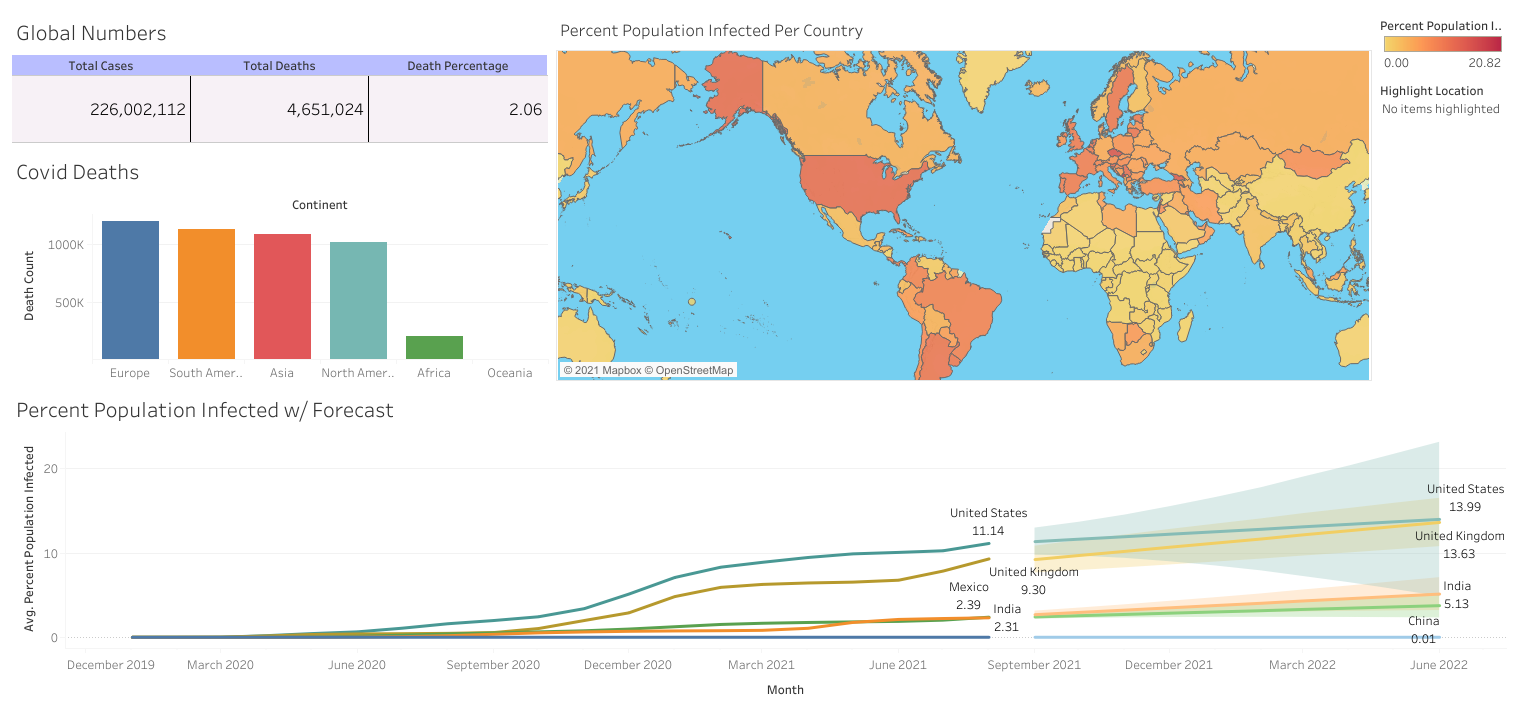 Global Numbers
Total Cases Total Deaths Death Percentage
226,002,112 4,651,024 2.06
Covid Deaths
Continent
Death Count
1000K
500K
Europe South Amer.. Asia North Amer.. Africa Oceania
Percent Population Infected Per Country
© 2021 Mapbox © OpenStreetMap
Percent Population I..
0.00 20.82
Highlight Location
No items highlighted
Percent Population Infected w/ Forecast
Avg. Percent Population Infected
20
10
0
United States
11.14
United Kingdom
9.30
Mexico
2.39
India
2.31
United States
13.99
United Kingdom
13.63
India
5.13
China
0.01
December 2019 March 2020 June 2020 September 2020 December 2020 March 2021 June 2021 September 2021 December 2021 March 2022 June 2022
Month